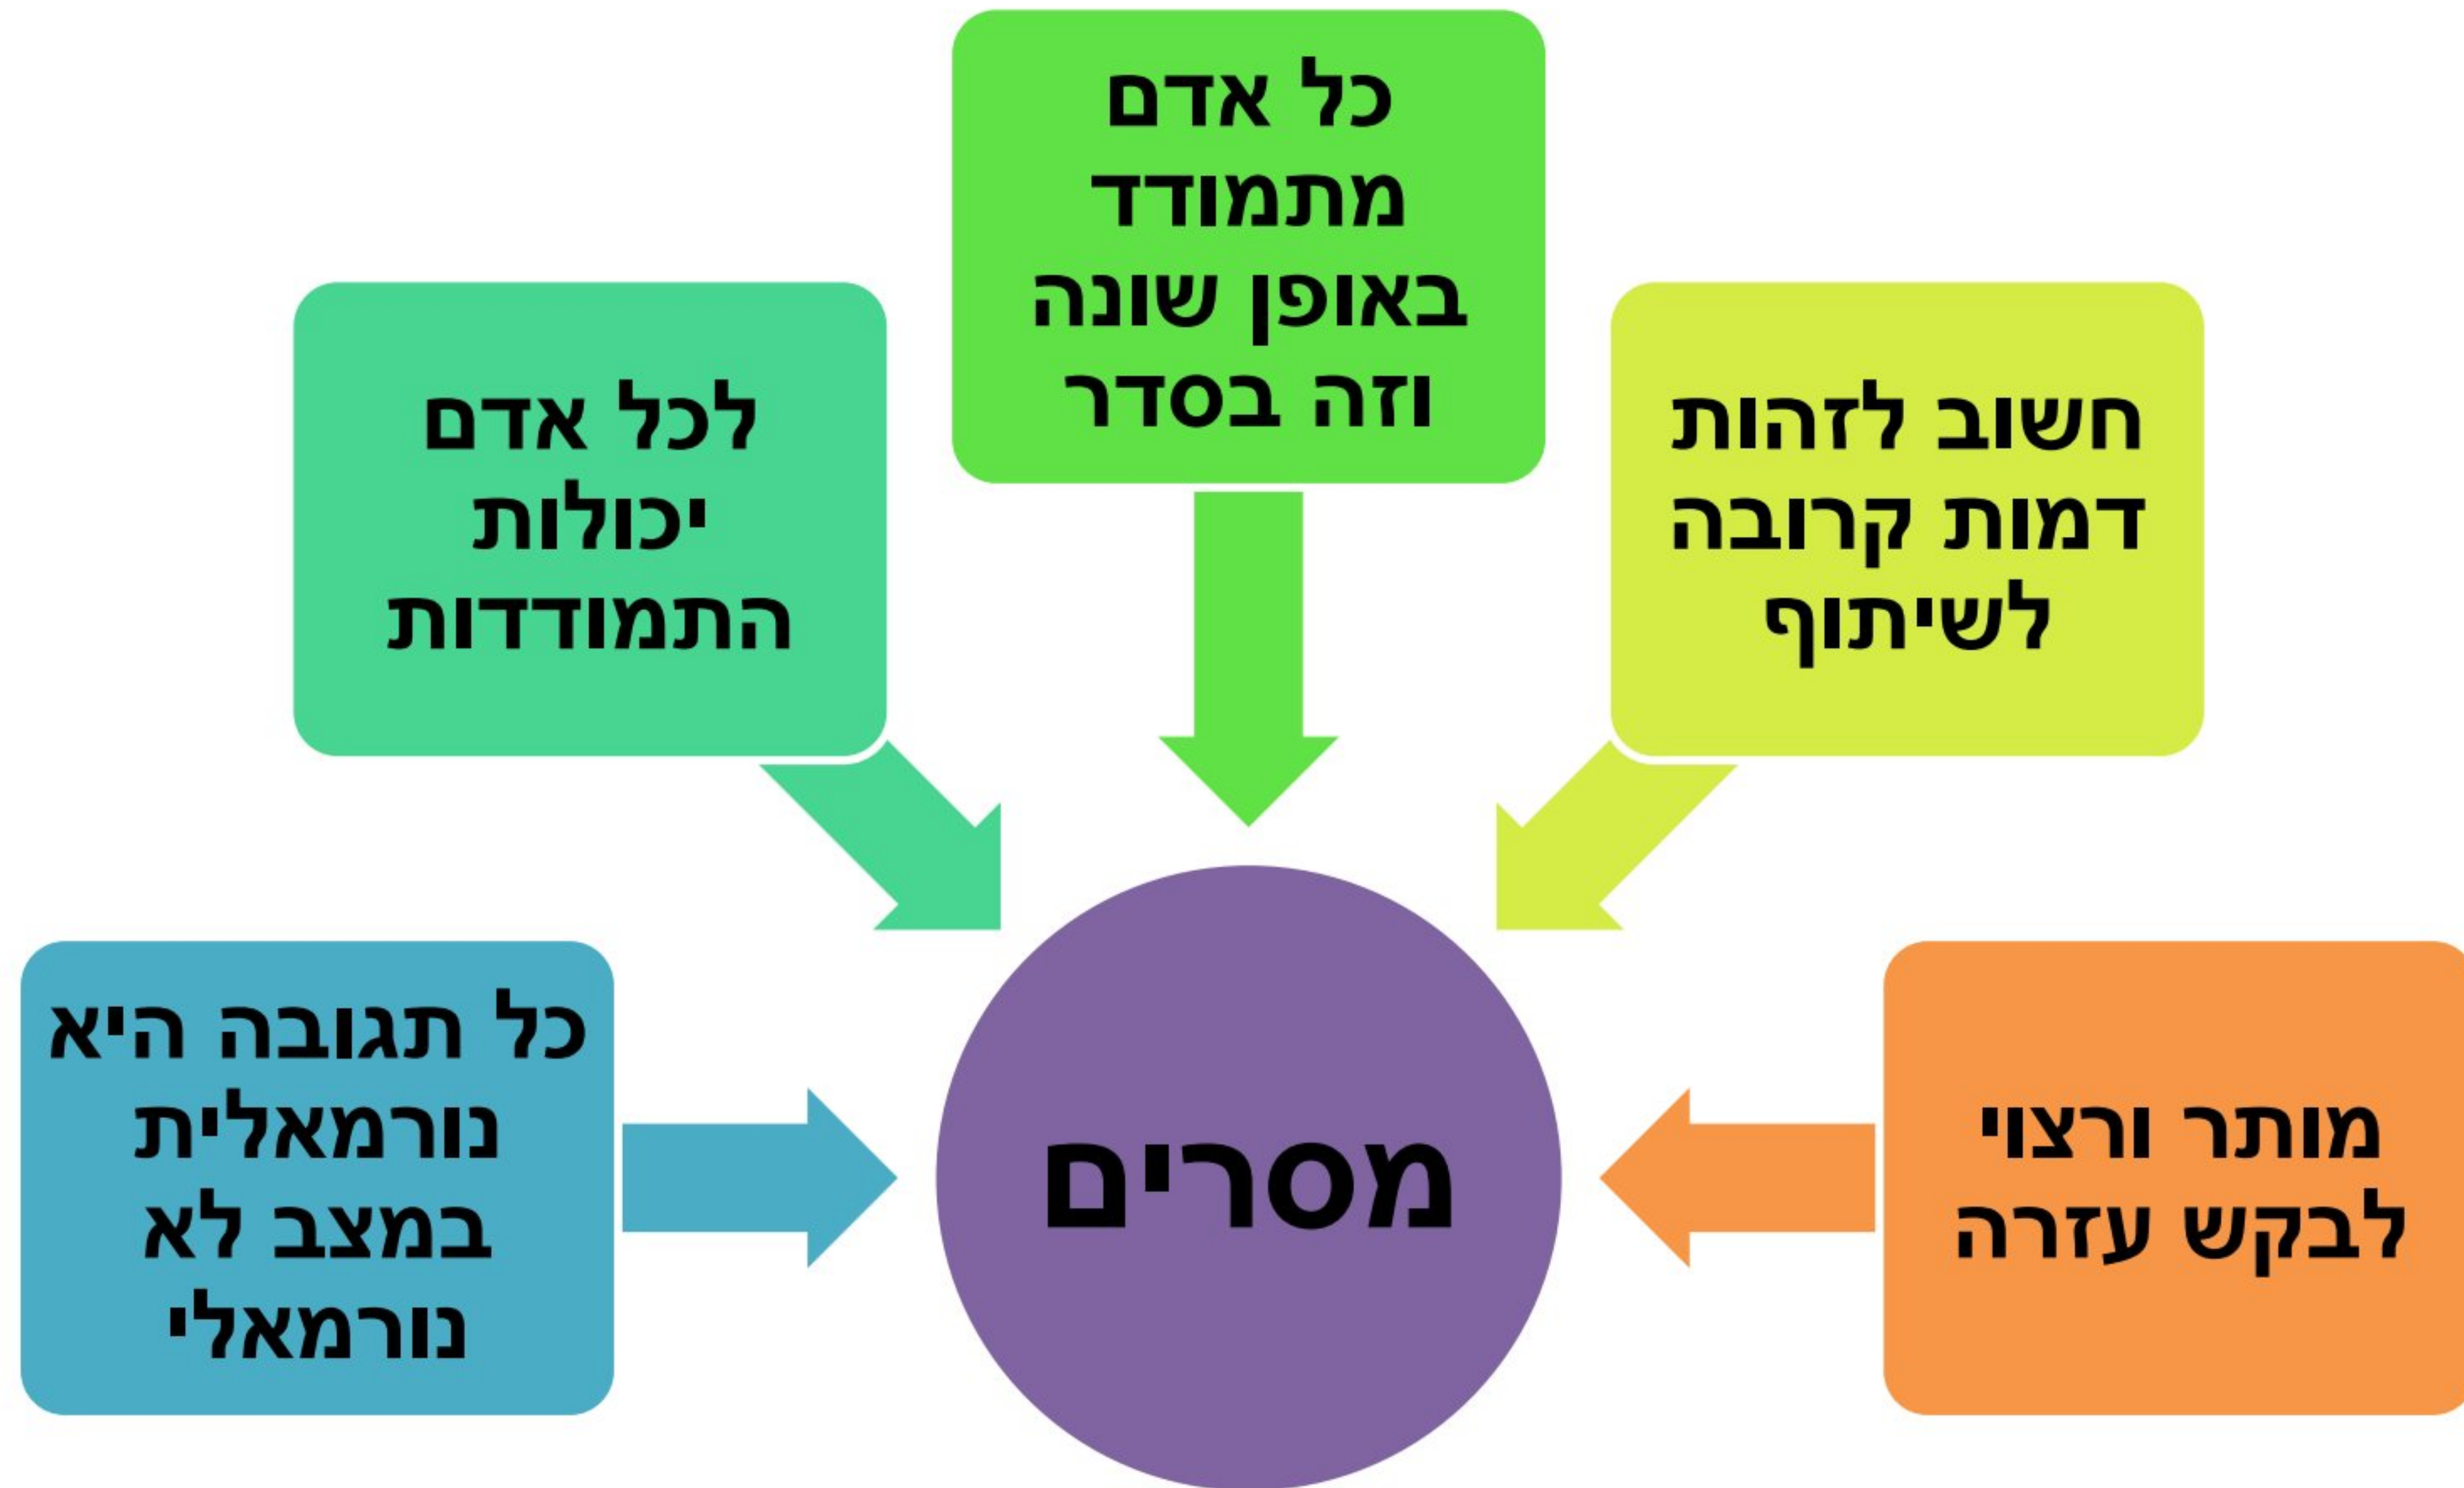 כל אדם
מתמודד
באופן שונה
וזה בסדר
חשוב לזהות
דמות קרובה
לשיתוף
לכל אדם
יכולות
התמודדות
מותר ורצוי
לבקש עזרה
מסרים
כל תגובה היא
נורמאלית
במצב לא
נורמאלי